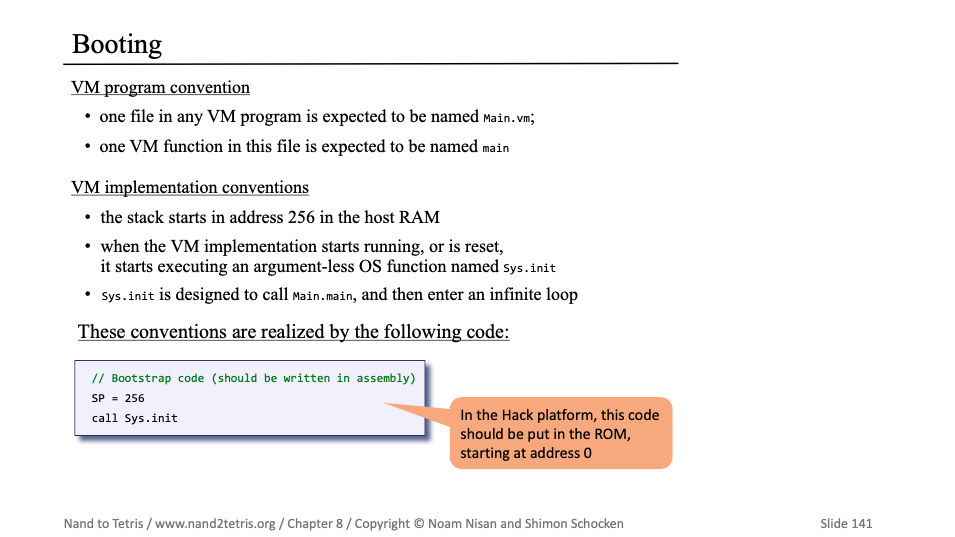 Booting
VM program convention
• one file in any VM program is expected to be named Main.vm;
• one VM function in this file is expected to be named main
VM implementation conventions
• the stack starts in address 256 in the host RAM
• when the VM implementation starts running, or is reset,
it starts executing an argument-less OS function named Sys.init
• Sys.init is designed to call Main.main, and then enter an infinite loop
These conventions are realized by the following code:
// Bootstrap code (should be written in assembly)
SP = 256
call Sys.init
In the Hack platform, this code
should be put in the ROM,
starting at address 0
Nand to Tetris / www.nand2tetris.org / Chapter 8 / Copyright © Noam Nisan and Shimon Schocken
Slide 141